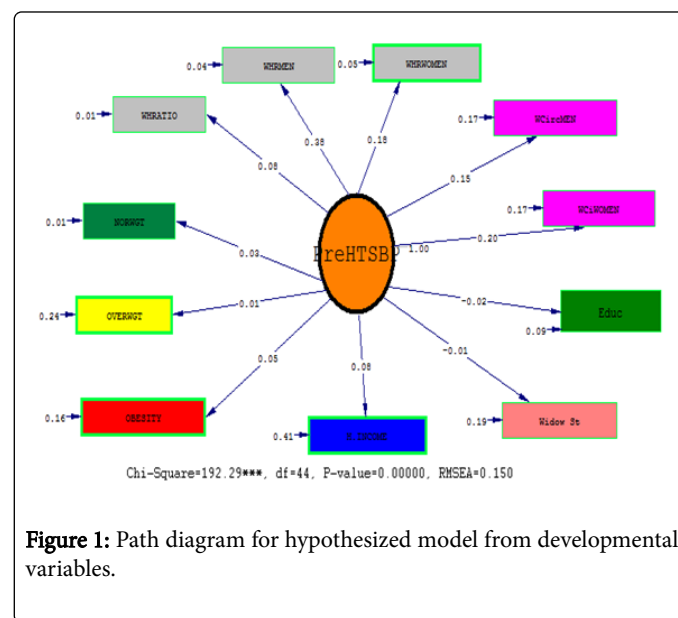 0.04 WHRMEN
0.05 WHRWOMEN
0.01 WHRATIO
0.17 WCircMEN
0.38
0.18
0.08
0.15
0.01 NORWGT
0.17 WCiWOMEN
PreHTSBP 1.00
0.20
0.03
0.24 OVERWGT
-0.02
Educ
0.09
0.01
0.05
0.08
-0.01
0.16 OBESITY
0.41
0.19 Widow St
Chi-Square=192.29***, df=44, P-value=0.00000, RMSEA=0.150
Figure 1: Path diagram for hypothesized model from developmental
variables.